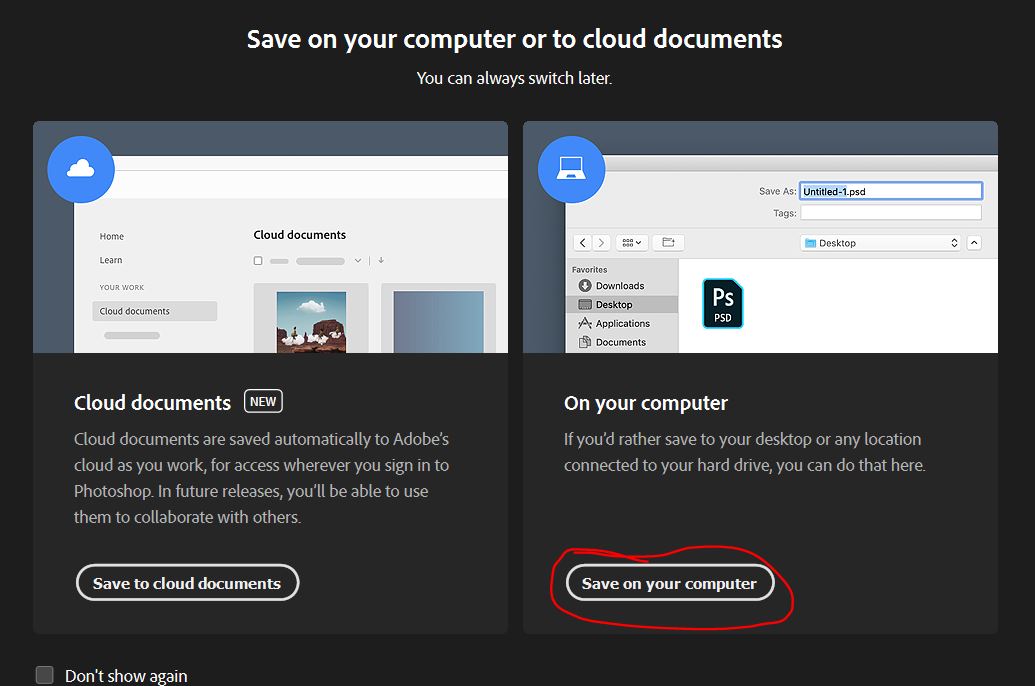 Save on your computer or to cloud documents
You can always switch later.
Home
Learn
YOUR WORK
Cloud documents
Cloud documents
Save As: Untitled-1.psd
Tags:
Desktop
Favorites
Downloads
Desktop
Applications
Documents
Ps
PSD
Cloud documents NEW
Cloud documents are saved automatically to Adobe’s
cloud as you work, for access wherever you sign in to
Photoshop. In future releases, you’ll be able to use
them to collaborate with others.
Save to cloud documents
On your computer
If you’d rather save to your desktop or any location
connected to your hard drive, you can do that here.
Save on your computer
Don't show again